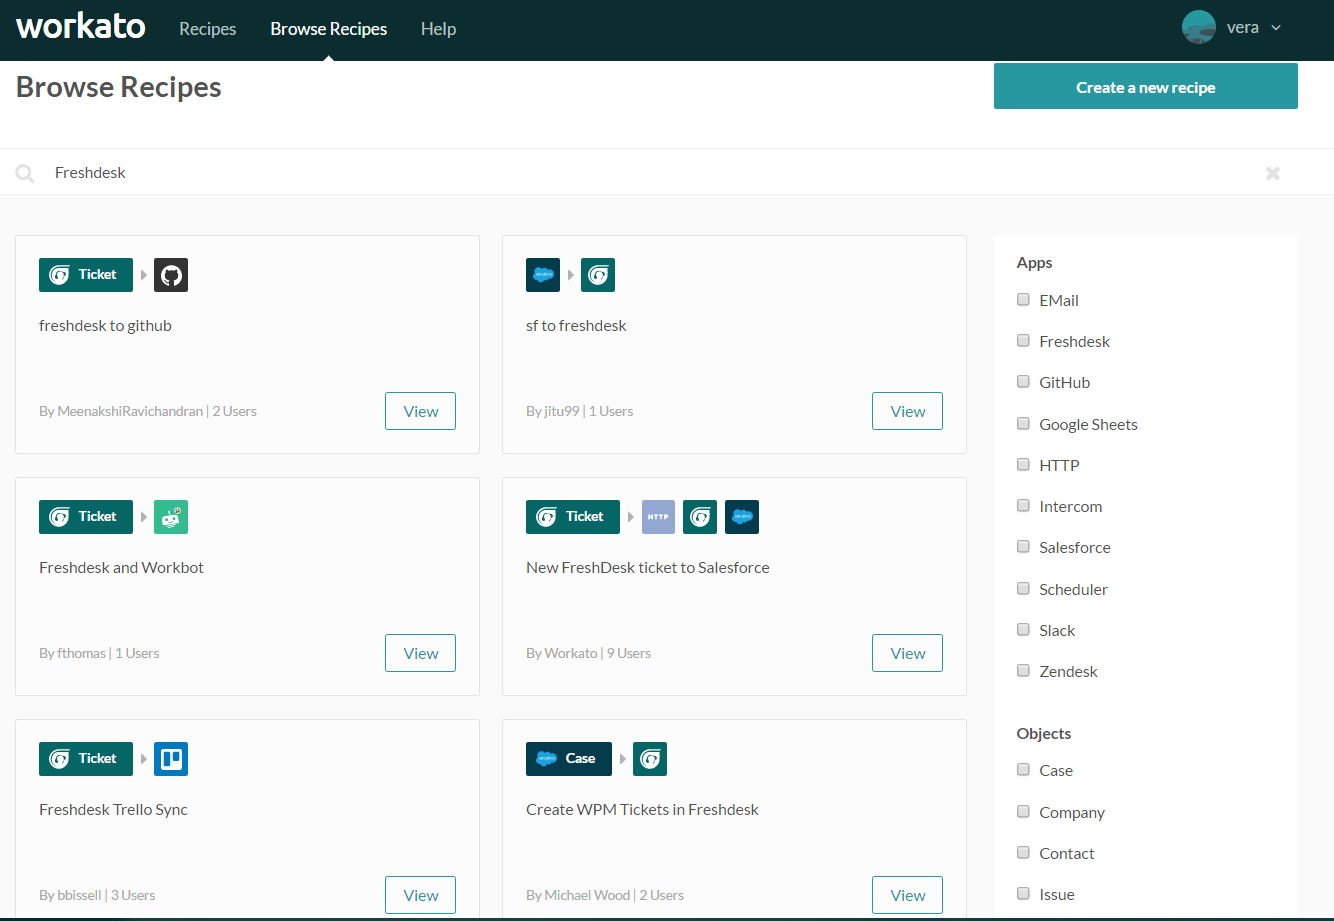 workato Recipes Browse Recipes Help vera
Browse Recipes
Create a new recipe
Freshdesk
Ticket
freshdesk to github
By MeenakshiRavichandran | 2 Users
View
sf to freshdesk
By jitu99 | 1 Users
View
Ticket
Freshdesk and Workbot
By fthomas | 1 Users
View
Ticket
HTTP
New FreshDesk ticket to Salesforce
By Workato | 9 Users
View
Ticket
Freshdesk Trello Sync
By bbissell | 3 Users
View
Case
Create WPM Tickets in Freshdesk
By Michael Wood | 2 Users
View
Apps
EMail
Freshdesk
GitHub
Google Sheets
HTTP
Intercom
Salesforce
Scheduler
Slack
Zendesk
Objects
Case
Company
Contact
Issue